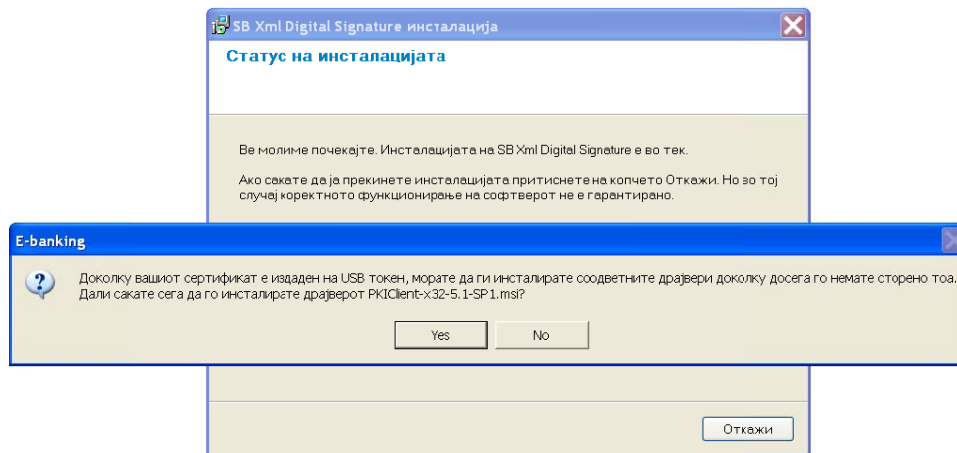 SB Xml Digital Signature инсталација
Статус на инсталацијата
Ве молиме почекајте. Инсталацијата на SB Xml Digital Signature е во тек.
Ако сакате да ја прекинете инсталацијата притиснете на копчето Откажи. Но во тој
случај коректното функционирање на софтверот не е гарантирано.
E-banking
Доколку вашиот сертификат е издаден на USB токен, морате да ги инсталирате соодветните драјвери доколку досега го немате сторено тоа.
Дали сакате сега да го инсталирате драјверот PKIClient-x32-5.1-SP1.msi?
Yes
No
Откажи